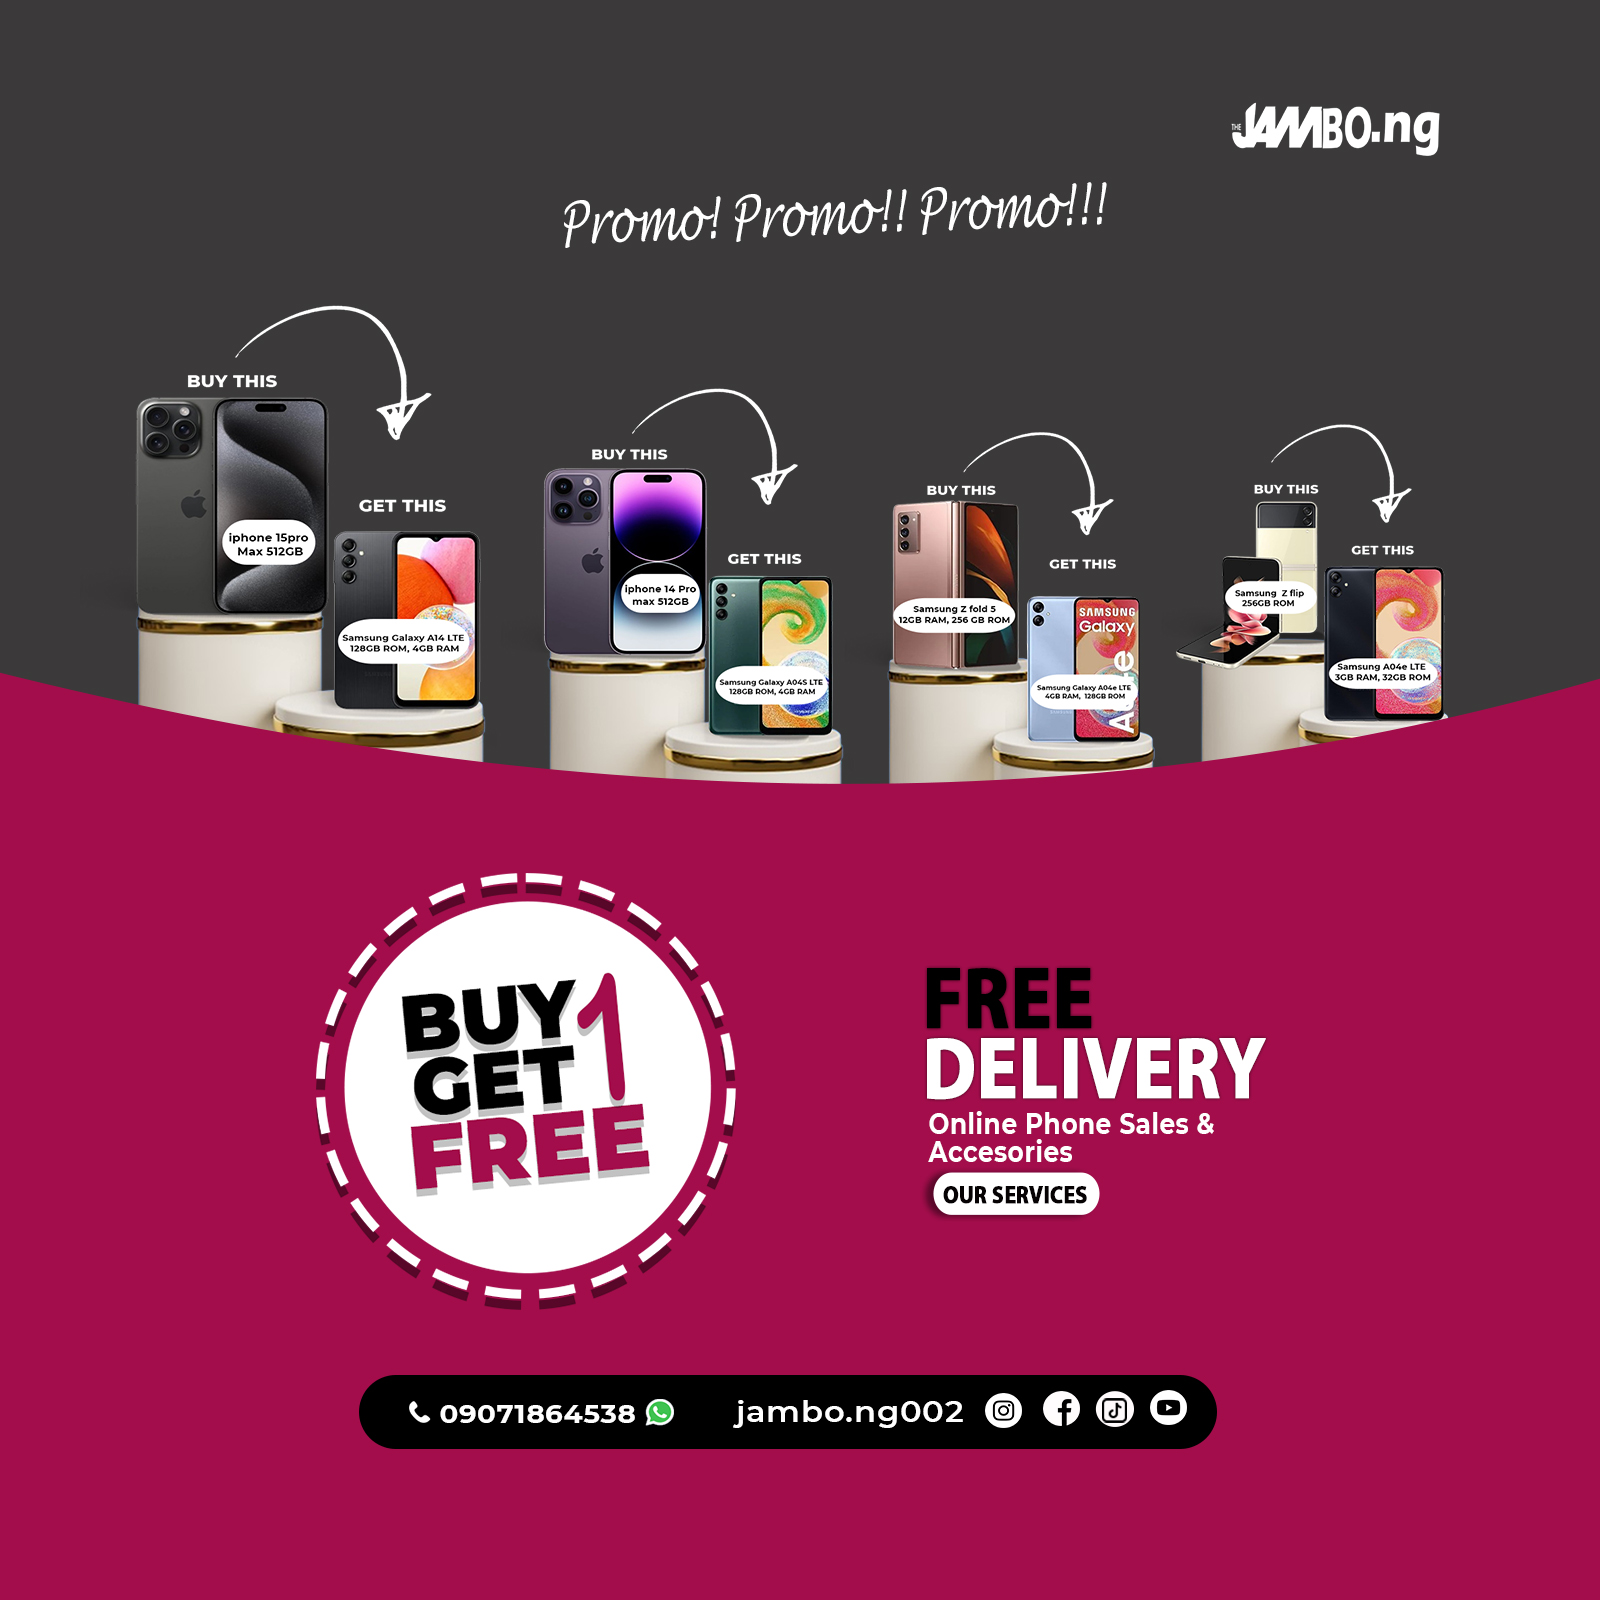 THE JAMBO.ng
Promo! Promo!! Promo!!!
BUY THIS
iphone 15pro
Max 512GB
GET THIS
Samsung Galaxy A14 LTE
128GB ROM, 4GB RAM
BUY THIS
iphone 14 Pro
max 512GB
GET THIS
Samsung Galaxy A04S LTE
128GB ROM, 4GB RAM
BUY THIS
Samsung Z fold 5
12GB RAM, 256 GB ROM
GET THIS
SAMSUNG
Galaxy
Samsung Galaxy A04e LTE
4GB RAM, 128GB ROM
BUY THIS
Samsung Z flip
256GB ROM
GET THIS
Samsung A04e LTE
3GB RAM, 32GB ROM
BUY 1
GET
FREE
FREE
DELIVERY
Online Phone Sales &
Accesories
OUR SERVICES
09071864538
jambo.ng002